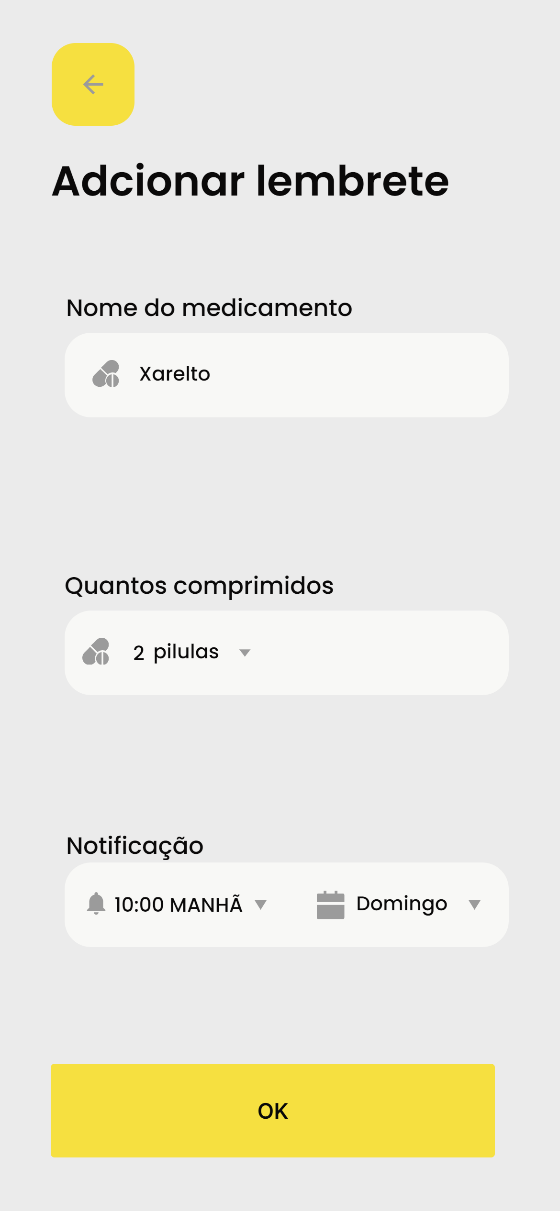 Adcionar lembrete
Nome do medicamento
Xarelto
Quantos comprimidos
2 pilulas
Notificação
10:00 MANHÃ Domingo
OK